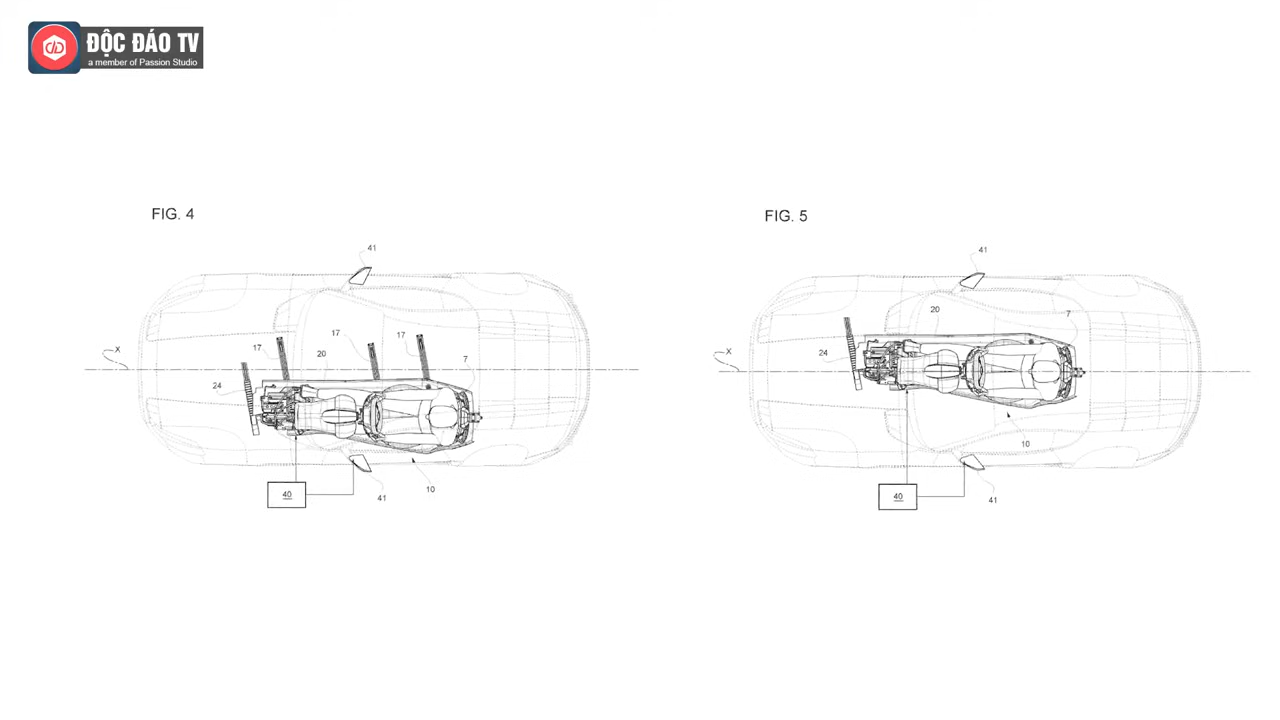 ĐỘC ĐÁO TV
a member of Passion Studio
FIG. 4
41
17
17
17
20
7
X
24
40
41
10
FIG. 5
41
20
7
X
24
10
40
41